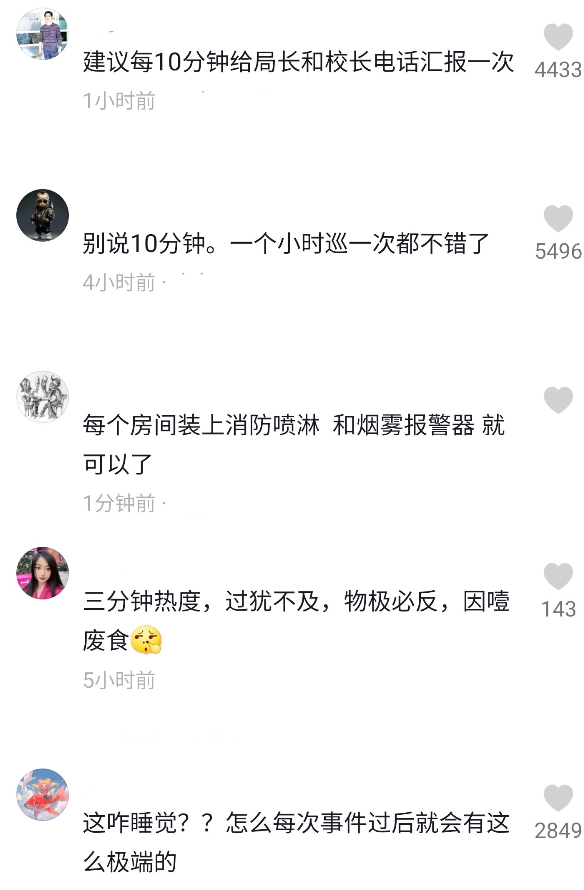 建议每10分钟给局长和校长电话汇报一次
4433
1小时前
别说10分钟。一个小时巡一次都不错了
5496
4小时前 ·
每个房间装上消防喷淋 和烟雾报警器 就
可以了
1分钟前 ·
三分钟热度，过犹不及，物极必反，因噎
143
废食
5小时前
这咋睡觉？？怎么每次事件过后就会有这
2849
么极端的